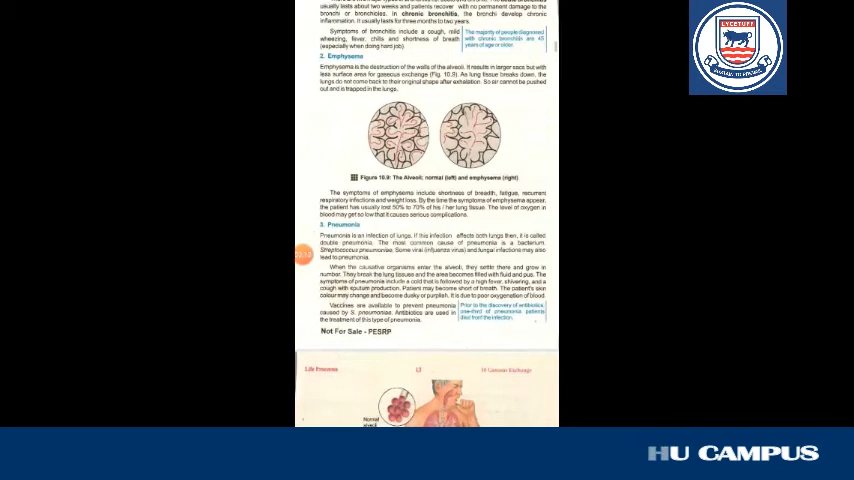 usually lasts about two weeks and patients recover with no permanent damage to the
bronchi or bronchioles. In chronic bronchitis, the bronchi develop chronic
inflammation. It usually lasts for three months to two years.
Symptoms of bronchitis include a cough, mild
wheezing, fever, chills and shortness of breath
(especially when doing hard job).
The majority of people diagnosed
with chronic bronchitis are 45
years of age or older.
2. Emphysema
Emphysema is the destruction of the walls of the alveoli. It results in larger sacs but with
less surface area for gaseous exchange (Fig. 10.9). As lung tissue breaks down, the
lungs do not come back to their original shape after exhalation. So air cannot be pushed
out and is trapped in the lungs.
Figure 10.9: The Alveoli; normal (left) and emphysema (right)
The symptoms of emphysema include shortness of breadth, fatigue, recurrent
respiratory infections and weight loss. By the time the symptoms of emphysema appear,
the patient has usually lost 50% to 70% of his / her lung tissue. The level of oxygen in
blood may get so low that it causes serious complications.
3. Pneumonia
Pneumonia is an infection of lungs. If this infection affects both lungs then, it is called
double pneumonia. The most common cause of pneumonia is a bacterium,
Streptococcus pneumoniae. Some viral (influenza virus) and fungal infections may also
lead to pneumonia.
When the causative organisms enter the alveoli, they settle there and grow in
number. They break the lung tissues and the area becomes filled with fluid and pus. The
symptoms of pneumonia include a cold that is followed by a high fever, shivering, and a
cough with sputum production. Patient may become short of breath. The patient's skin
colour may change and become dusky or purplish. It is due to poor oxygenation of blood.
Vaccines are available to prevent pneumonia
caused by S. pneumoniae. Antibiotics are used in
the treatment of this type of pneumonia.
Prior to the discovery of antibiotics,
one-third of pneumonia patients
died from the infection.
Not For Sale - PESRP
Life Processes 13 10 Gaseous Exchange
Normal
alveoli
LYCETUFF
HU CAMPUS